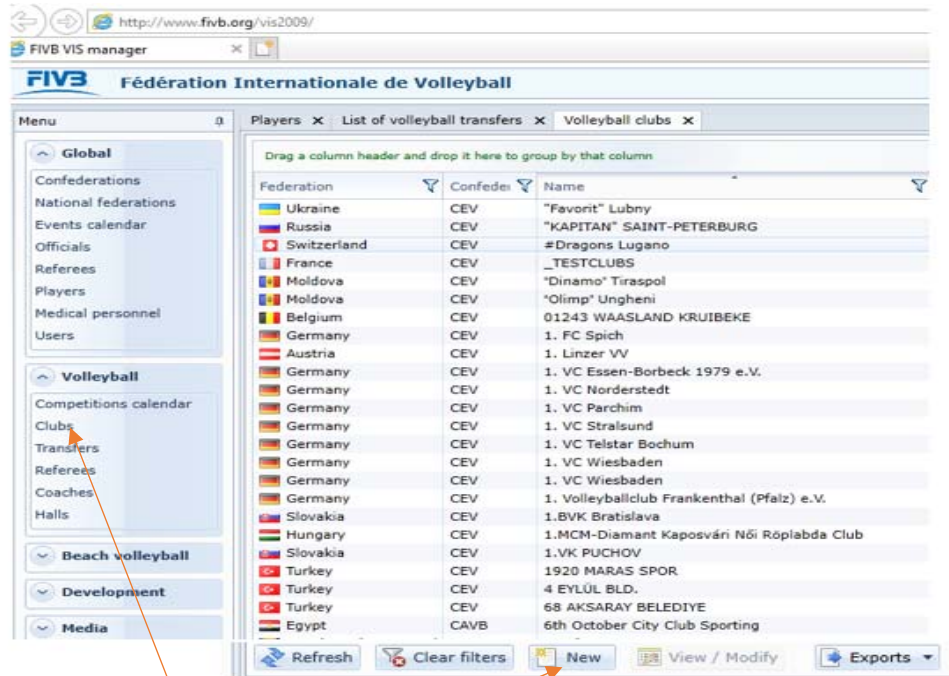 http://www.fivb.org/vis2009/
FIVB VIS manager
FIVB Fédération Internationale de Volleyball
Menu
Players List of volleyball transfers Volleyball clubs
Global
Confederations
National federations
Events calendar
Officials
Referees
Players
Medical personnel
Users
Volleyball
Competitions calendar
Clubs
Transfers
Referees
Coaches
Halls
Beach volleyball
Development
Media
Drag a column header and drop it here to group by that column
Federation Confeder Name
Ukraine CEV "Favorit" Lubny
Russia CEV "KAPITAN" SAINT-PETERBURG
Switzerland CEV #Dragons Lugano
France CEV _TESTCLUBS
Moldova CEV "Dinamo" Tiraspol
Moldova CEV "Olimp" Ungheni
Belgium CEV 01243 WAASLAND KRUIBEKE
Germany CEV 1. FC Spich
Austria CEV 1. Linzer VV
Germany CEV 1. VC Essen-Borbeck 1979 e.V.
Germany CEV 1. VC Norderstedt
Germany CEV 1. VC Parchim
Germany CEV 1. VC Stralsund
Germany CEV 1. VC Telstar Bochum
Germany CEV 1. VC Wiesbaden
Germany CEV 1. VC Wiesbaden
Germany CEV 1. Volleyballclub Frankenthal (Pfalz) e.V.
Slovakia CEV 1.BVK Bratislava
Hungary CEV 1.MCM-Diamant Kaposvári Női Röplabda Club
Slovakia CEV 1.VK PUCHOV
Turkey CEV 1920 MARAS SPOR
Turkey CEV 4 EYLÜL BLD.
Turkey CEV 68 AKSARAY BELEDIYE
Egypt CAVB 6th October City Club Sporting
Refresh Clear filters New View / Modify Exports